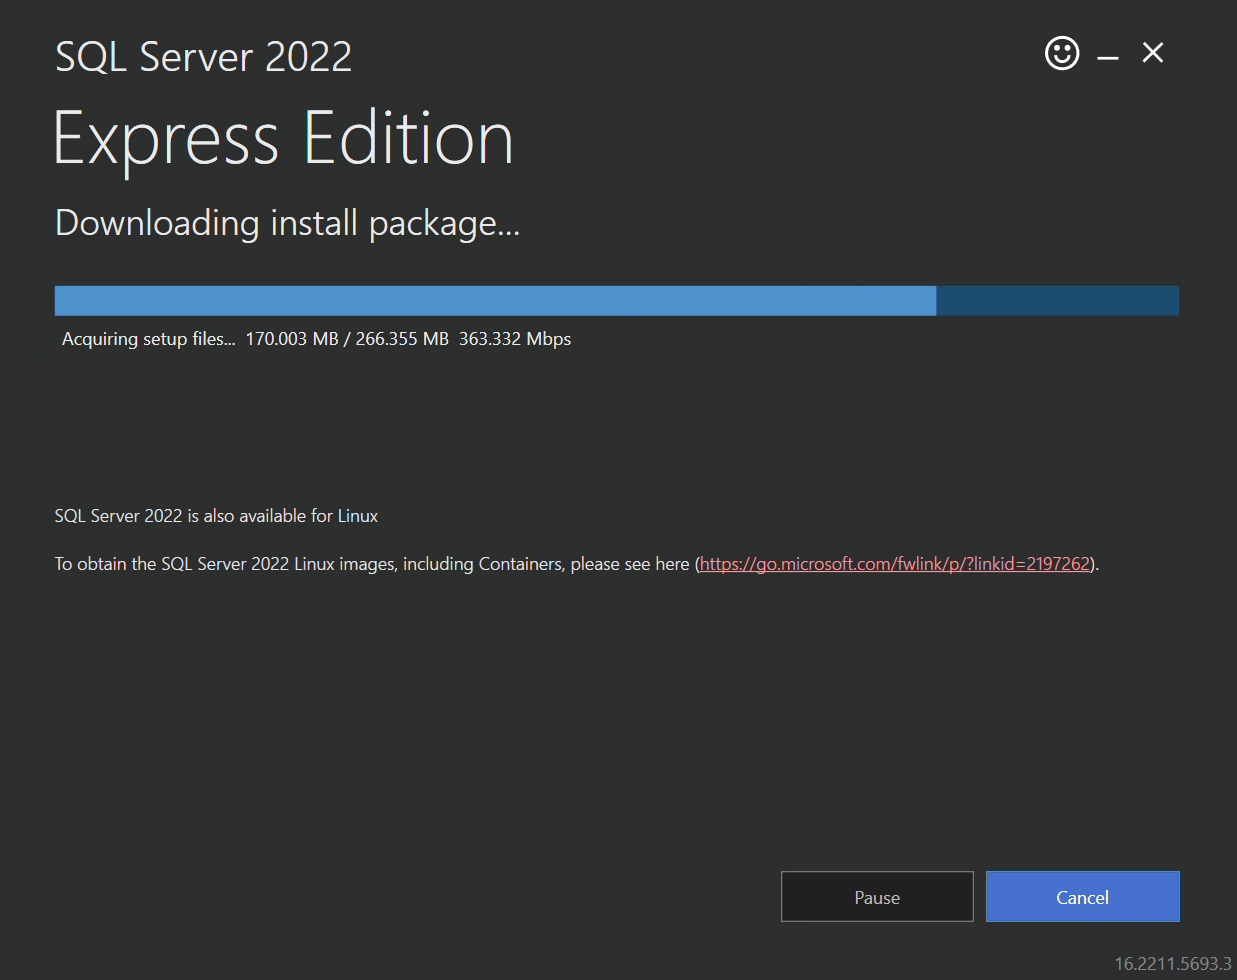 SQL Server 2022
Express Edition
Downloading install package...
Acquiring setup files... 170.003 MB / 266.355 MB 363.332 Mbps
SQL Server 2022 is also available for Linux
To obtain the SQL Server 2022 Linux images, including Containers, please see here (https://go.microsoft.com/fwlink/p/?linkid=2197262).
Pause
Cancel
16.2211.5693.3